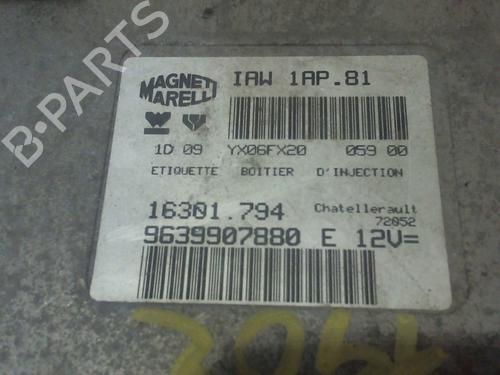 B-PARTS
MAGNETI MARELLI
IAW 1AP.81
1D 09 YX06FX20 059 00
ETIQUETTE BOITIER D'INJECTION
16301.794 Chatellerault
72052
9639907880 E 12V=